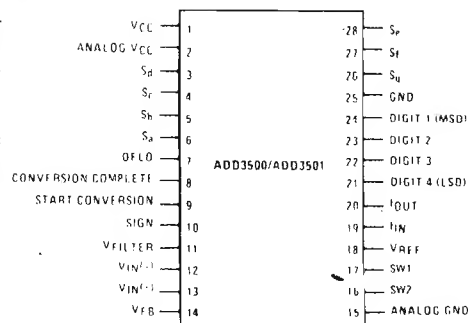 VCC 1
ANALOG VCC 2
Sd 3
Sc 4
Sb 5
Sa 6
OFLO 7
CONVERSION COMPLETE 8
START CONVERSION 9
SIGN 10
VFILTER 11
VIN(-) 12
VIN(-) 13
VFB 14
ADD3500/ADD3501
28 Se
27 Sf
26 Sg
25 GND
24 DIGIT 1 (MSD)
23 DIGIT 2
22 DIGIT 3
21 DIGIT 4 (LSD)
20 fOUT
19 fIN
18 VREF
17 SW1
16 SW2
15 ANALOG GND